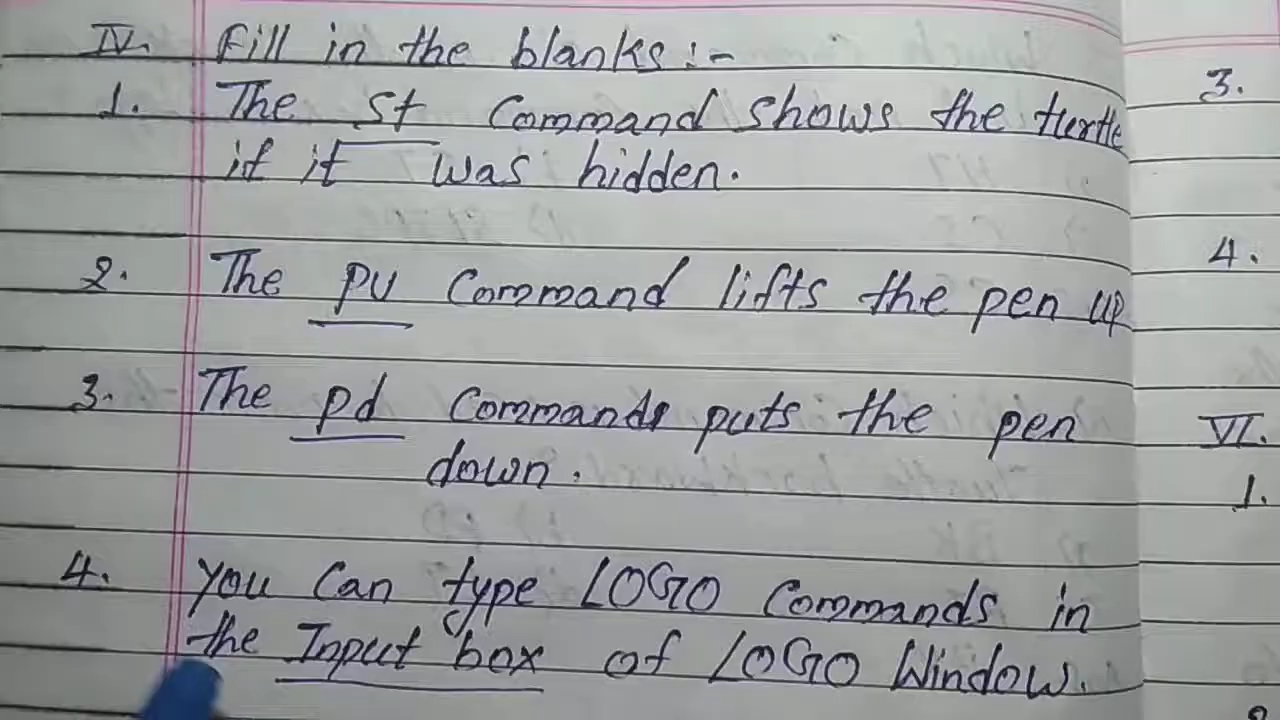 IV. Fill in the blanks :-
1. The st Command shows the turtle
if it was hidden.
2. The pu Command lifts the pen up
3. The pd Commands puts the pen
down.
4. You Can type LOGO Commands in
the Input box of LOGO Window.
3.
4.
VI.
1.